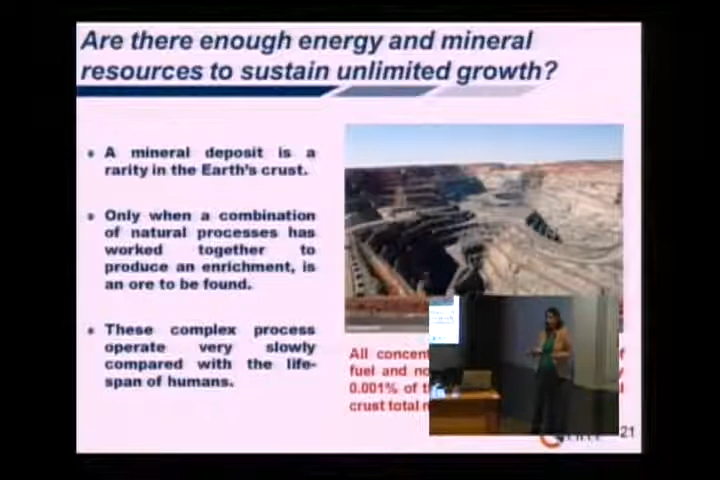 Are there enough energy and mineral
resources to sustain unlimited growth?
• A mineral deposit is a
rarity in the Earth's crust.
• Only when a combination
of natural processes has
worked together to
produce an enrichment, is
an ore to be found.
• These complex process
operate very slowly
compared with the life-
span of humans.
All
fuel and
0.001% of
crust total
21